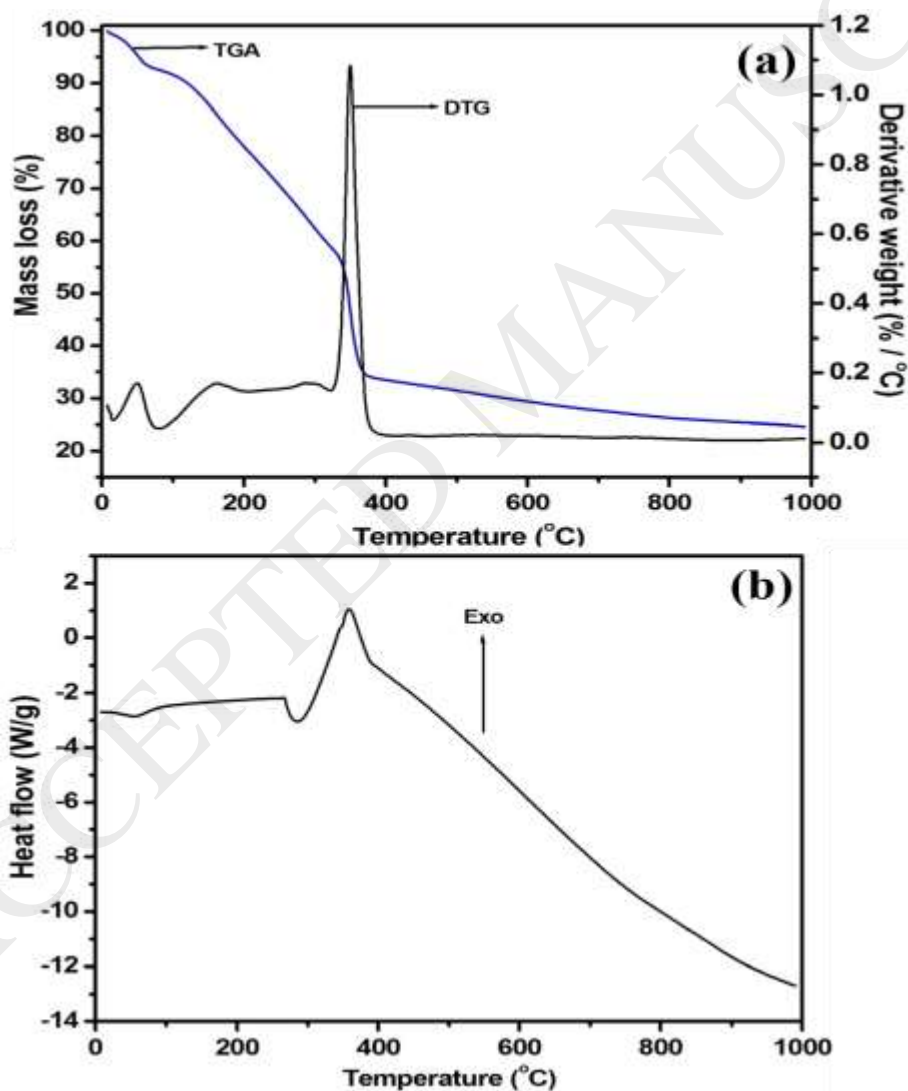 (a)
TGA
DTG
100
90
80
70
60
50
40
30
20
Mass loss (%)
1.2
1.0
0.8
0.6
0.4
0.2
0.0
Derivative weight (% / °C)
0 200 400 600 800 1000
Temperature (°C)
(b)
Exo
2
0
-2
-4
-6
-8
-10
-12
-14
Heat flow (W/g)
0 200 400 600 800 1000
Temperature (°C)
ACCEPTED MANUSC